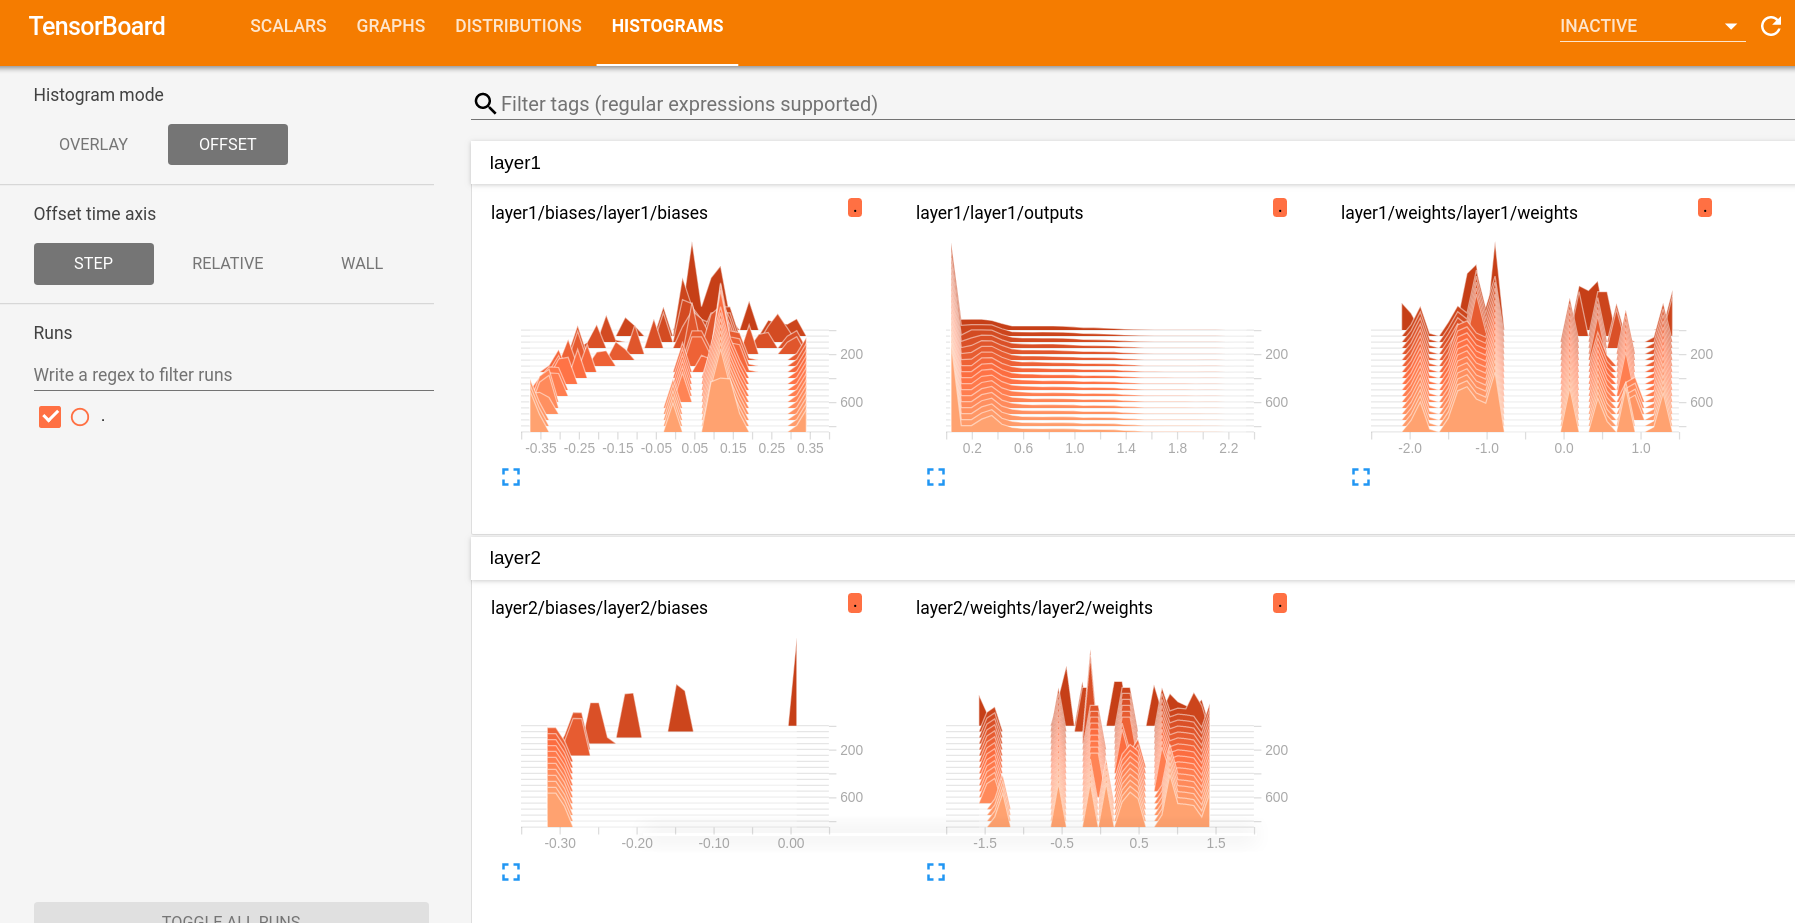 TensorBoard SCALARS GRAPHS DISTRIBUTIONS HISTOGRAMS INACTIVE
Histogram mode
OVERLAY OFFSET
Offset time axis
STEP RELATIVE WALL
Runs
Write a regex to filter runs
.
TOGGLE ALL RUNS
Filter tags (regular expressions supported)
layer1
layer1/biases/layer1/biases .
200
600
-0.35 -0.25 -0.15 -0.05 0.05 0.15 0.25 0.35
layer1/layer1/outputs .
200
600
0.2 0.6 1.0 1.4 1.8 2.2
layer1/weights/layer1/weights .
200
600
-2.0 -1.0 0.0 1.0
layer2
layer2/biases/layer2/biases .
200
600
-0.30 -0.20 -0.10 0.00
layer2/weights/layer2/weights .
200
600
-1.5 -0.5 0.5 1.5